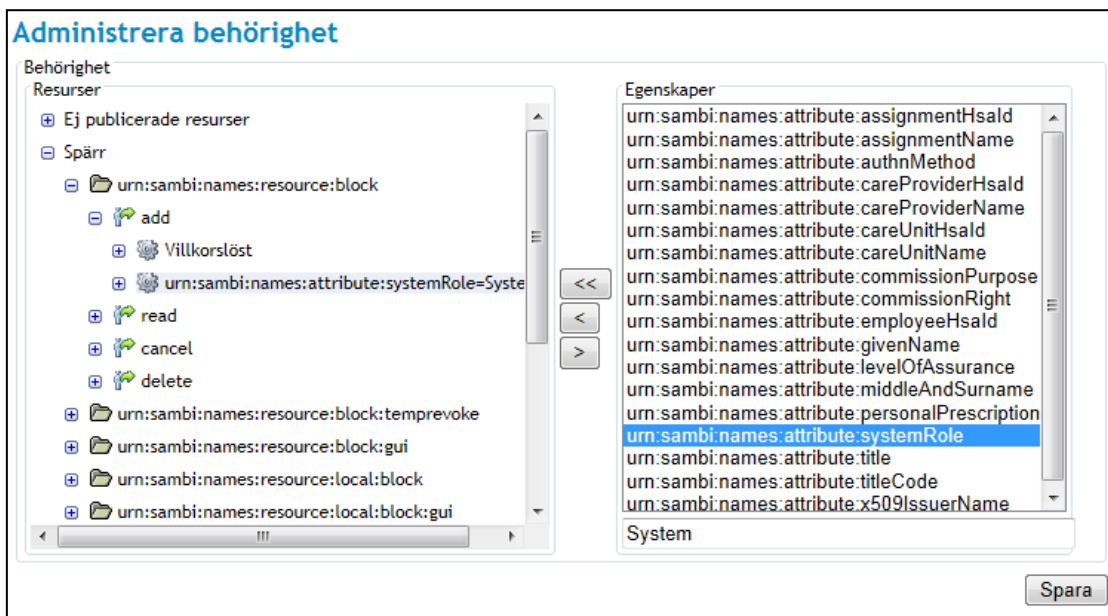 Administrera behörighet
Behörighet
Resurser
Ej publicerade resurser
Spärr
urn:sambi:names:resource:block
add
Villkorslöst
urn:sambi:names:attribute:systemRole=Syste
read
cancel
delete
urn:sambi:names:resource:block:temprevoke
urn:sambi:names:resource:block:gui
urn:sambi:names:resource:local:block
urn:sambi:names:resource:local:block:gui
<<
<
>
Egenskaper
urn:sambi:names:attribute:assignmentHsaId
urn:sambi:names:attribute:assignmentName
urn:sambi:names:attribute:authnMethod
urn:sambi:names:attribute:careProviderHsaId
urn:sambi:names:attribute:careProviderName
urn:sambi:names:attribute:careUnitHsaId
urn:sambi:names:attribute:careUnitName
urn:sambi:names:attribute:commissionPurpose
urn:sambi:names:attribute:commissionRight
urn:sambi:names:attribute:employeeHsaId
urn:sambi:names:attribute:givenName
urn:sambi:names:attribute:levelOfAssurance
urn:sambi:names:attribute:middleAndSurname
urn:sambi:names:attribute:personalPrescription
urn:sambi:names:attribute:systemRole
urn:sambi:names:attribute:title
urn:sambi:names:attribute:titleCode
urn:sambi:names:attribute:x509IssuerName
System
Spara